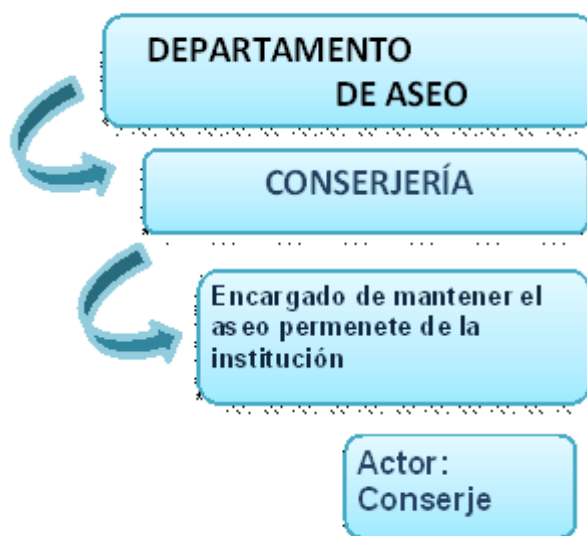 DEPARTAMENTO
DE ASEO
CONSERJERÍA
Encargado de mantener el
aseo permenete de la
institución
Actor:
Conserje